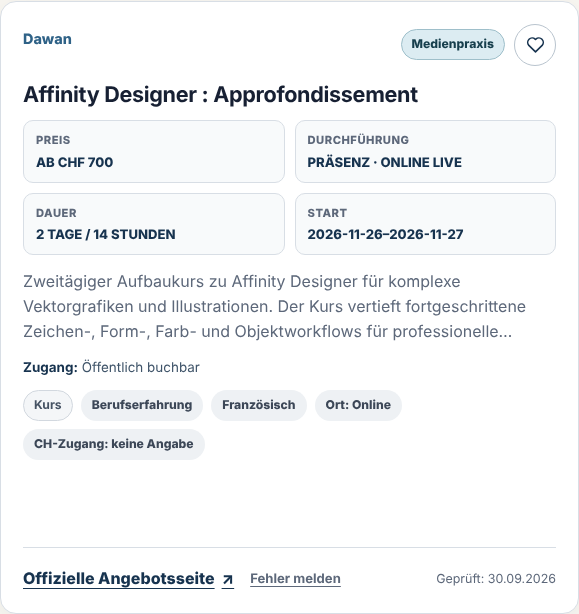 Dawan
Medienpraxis
Affinity Designer : Approfondissement
PREIS
AB CHF 700
DURCHFÜHRUNG
PRÄSENZ · ONLINE LIVE
DAUER
2 TAGE / 14 STUNDEN
START
2026-11-26–2026-11-27
Zweitägiger Aufbaukurs zu Affinity Designer für komplexe
Vektorgrafiken und Illustrationen. Der Kurs vertieft fortgeschrittene
Zeichen-, Form-, Farb- und Objektworkflows für professionelle...
Zugang: Öffentlich buchbar
Kurs
Berufserfahrung
Französisch
Ort: Online
CH-Zugang: keine Angabe
Offizielle Angebotsseite ↗
Fehler melden
Geprüft: 30.09.2026